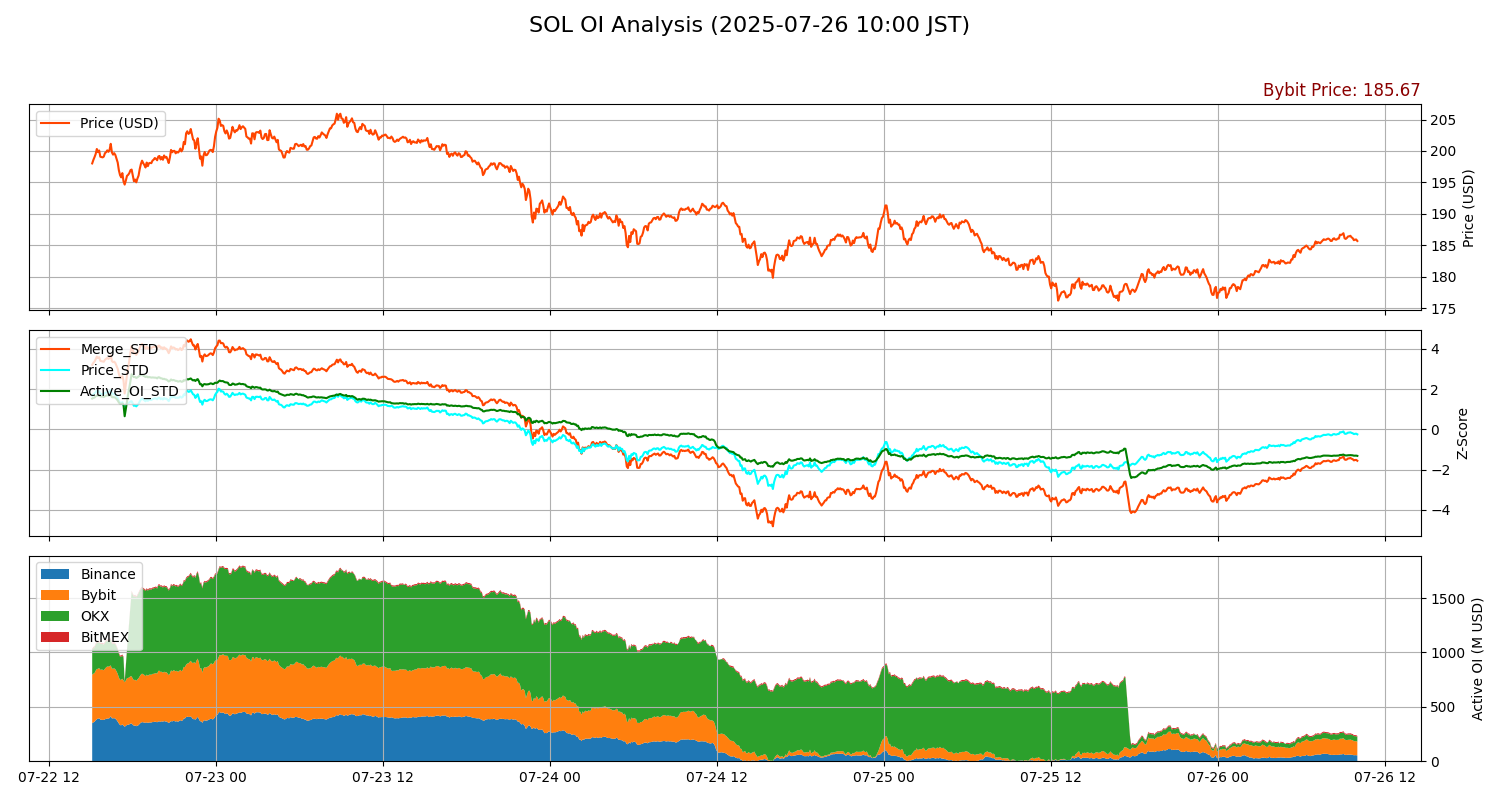 SOL OI Analysis (2025-07-26 10:00 JST)
Bybit Price: 185.67
Price (USD)
205
200
195
190
185
180
175
Price (USD)
Merge_STD
Price_STD
Active_OI_STD
4
2
0
−2
−4
Z-Score
Binance
Bybit
OKX
BitMEX
1500
1000
500
0
Active OI (M USD)
07-22 12 07-23 00 07-23 12 07-24 00 07-24 12 07-25 00 07-25 12 07-26 00 07-26 12